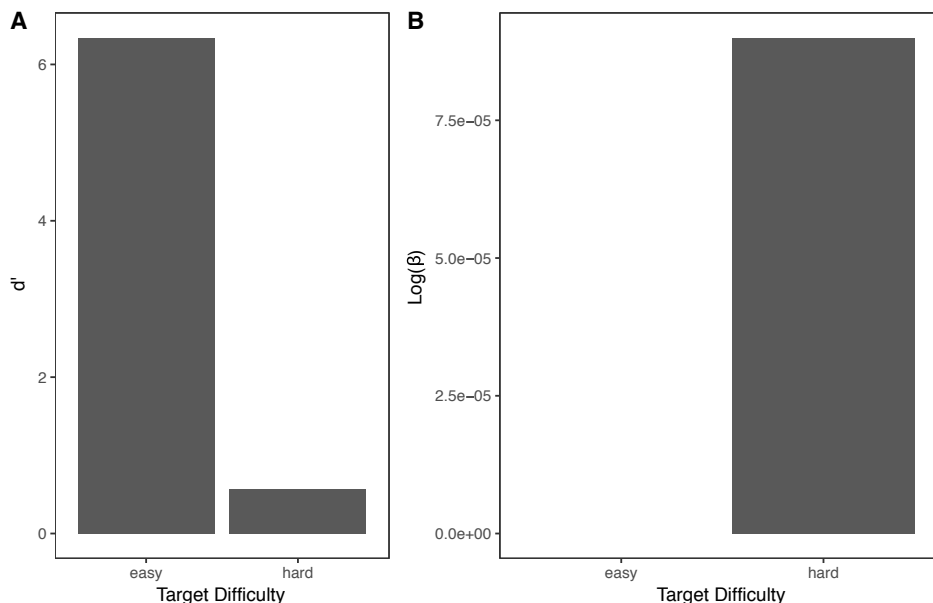 A
6
4
2
0
d'
easy hard
Target Difficulty
B
7.5e−05
5.0e−05
2.5e−05
0.0e+00
Log(β)
easy hard
Target Difficulty